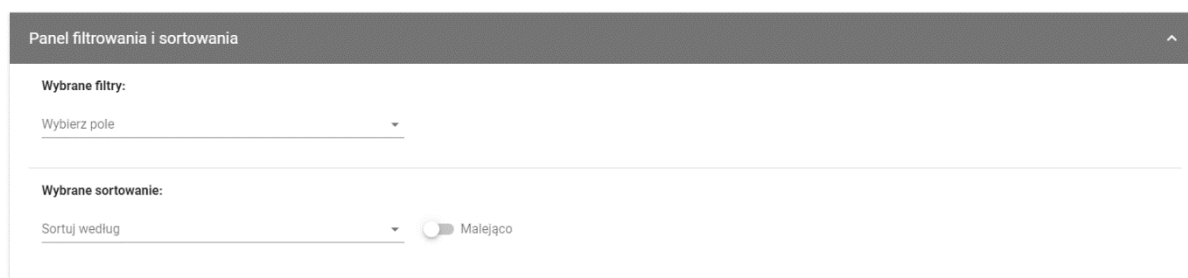 Panel filtrowania i sortowania
Wybrane filtry:
Wybierz pole
Wybrane sortowanie:
Sortuj według Malejąco